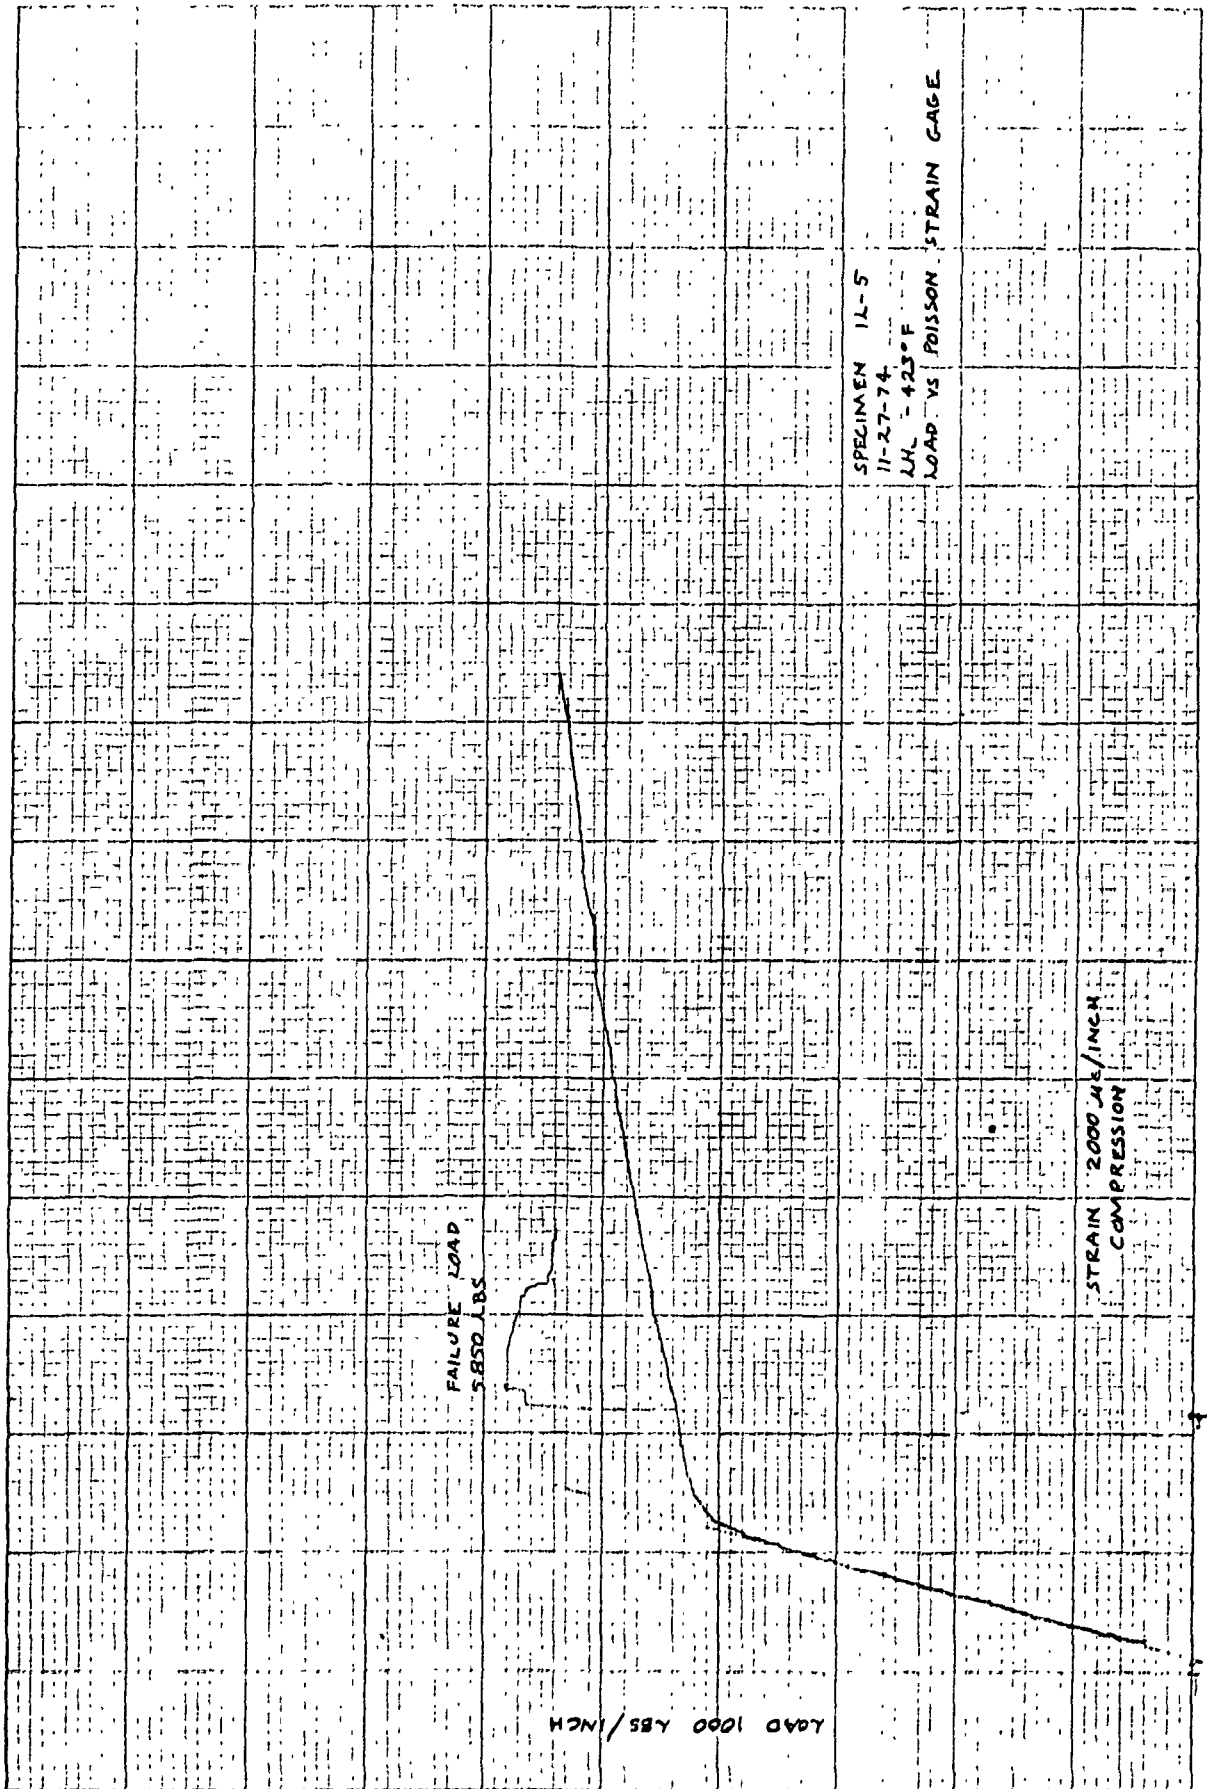 SPECIMEN 1L-5
11-27-74
LH₂ -423°F
LOAD VS POISSON STRAIN GAGE
FAILURE LOAD
5850 LBS
STRAIN 2000 με/INCH
COMPRESSION
LOAD 1000 LBS/INCH